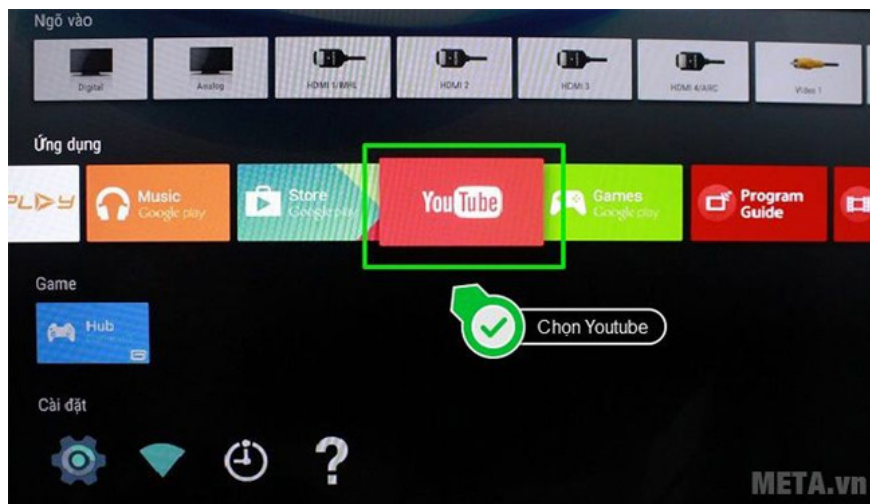 Ngõ vào
Digital
Analog
HDMI 1/MHL
HDMI 2
HDMI 3
HDMI 4/ARC
Video 1
Ứng dụng
PLAY
Music
Google play
Store
Google play
YouTube
Games
Google play
Program
Guide
Game
Hub
Chọn Youtube
Cài đặt
?
META.vn